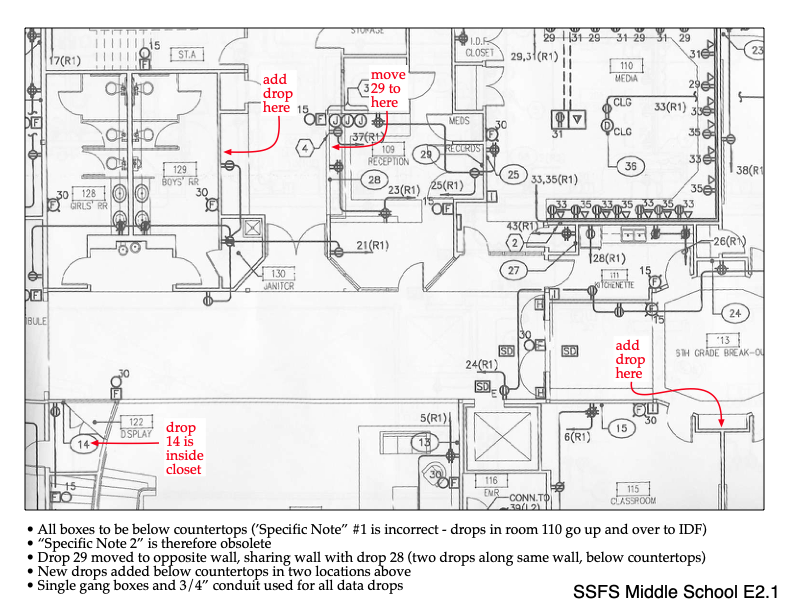 17(R1)
15
F
ST.A
STORAGE
I.D.F.
CLOSET
29,31(R1)
29
31
29
31
31
29
110
MEDIA
31
23
add
drop
here
move
29 to
here
29
CLG
33(R1)
33
D
CLG
35
36
33
35
38(R1)
15
F
J
J
J
MEDS
30
F
31
4
37(R1)
109
RECEPTION
29
RECORDS
25
28
23(R1)
25(R1)
15
F
33,35(R1)
33
35
33
35
33
33
129
BOYS' RR
128
GIRLS' RR
30
F
30
F
43(R1)
2
27
28(R1)
26(R1)
21(R1)
130
JANITOR
111
KITCHENETTE
15
F
15
24
113
5TH GRADE BREAK-OU
IBULE
F
H
30
F
SD
SD
H
24(R1)
SD
E
add
drop
here
30
F
122
DISPLAY
14
drop
14 is
inside
closet
F
15
5(R1)
13
30
F
116
EMR
CONN.TO
39(L2)
6(R1)
15
F
30
115
CLASSROOM
• All boxes to be below countertops ('Specific Note" #1 is incorrect - drops in room 110 go up and over to IDF)
• "Specific Note 2" is therefore obsolete
• Drop 29 moved to opposite wall, sharing wall with drop 28 (two drops along same wall, below countertops)
• New drops added below countertops in two locations above
• Single gang boxes and 3/4" conduit used for all data drops
SSFS Middle School E2.1